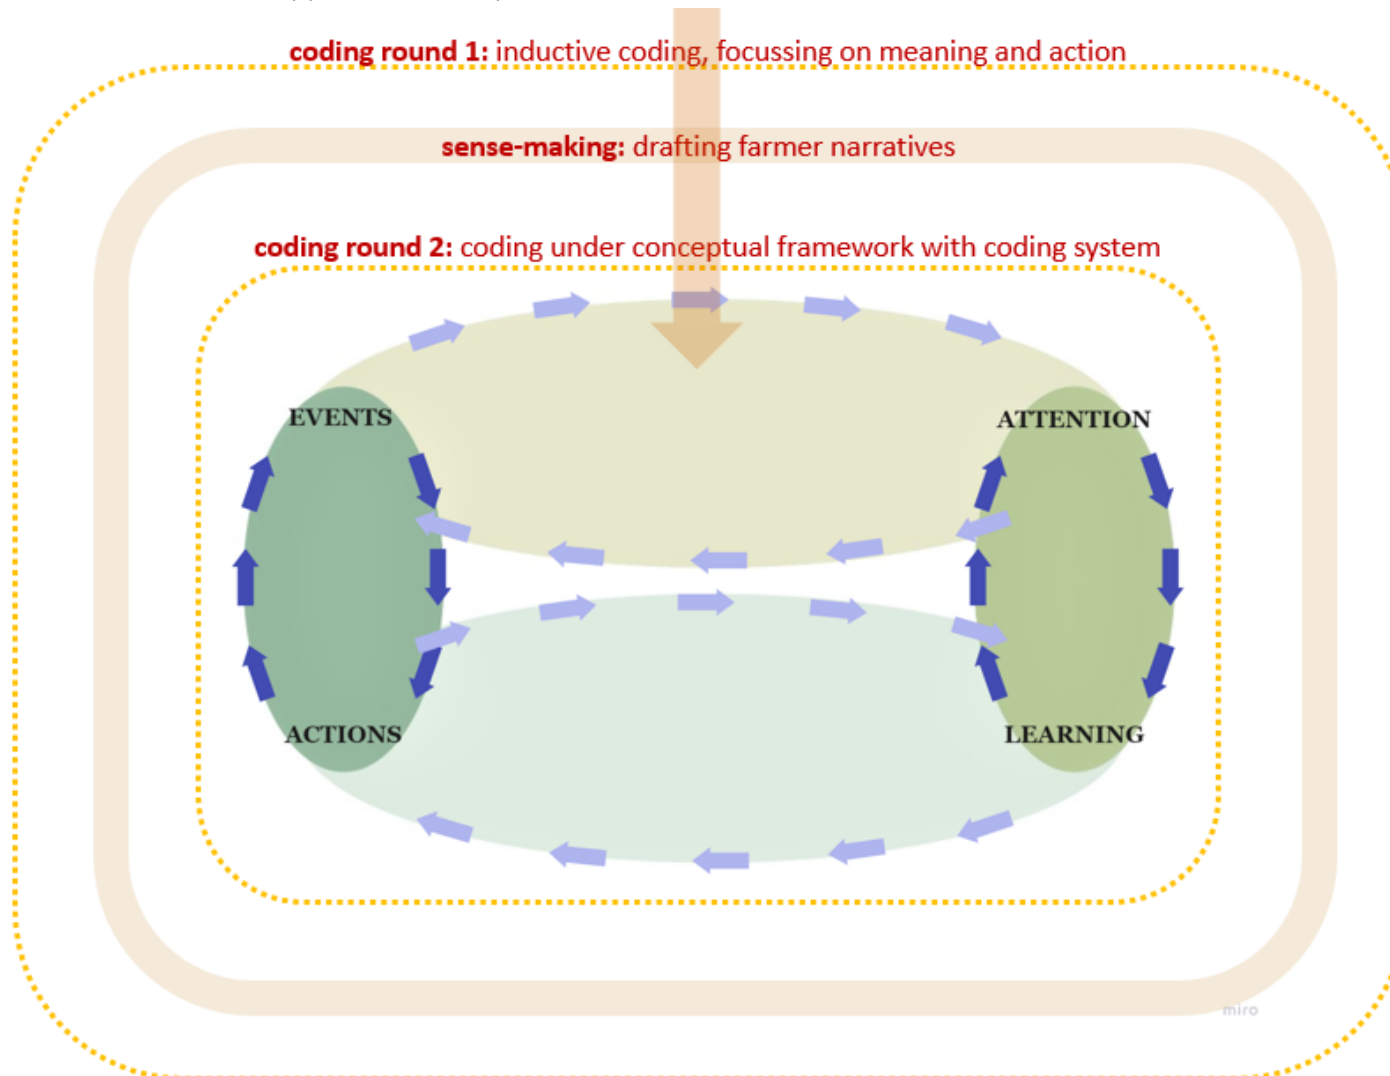 coding round 1: inductive coding, focussing on meaning and action
sense-making: drafting farmer narratives
coding round 2: coding under conceptual framework with coding system
EVENTS
ATTENTION
ACTIONS
LEARNING
miro